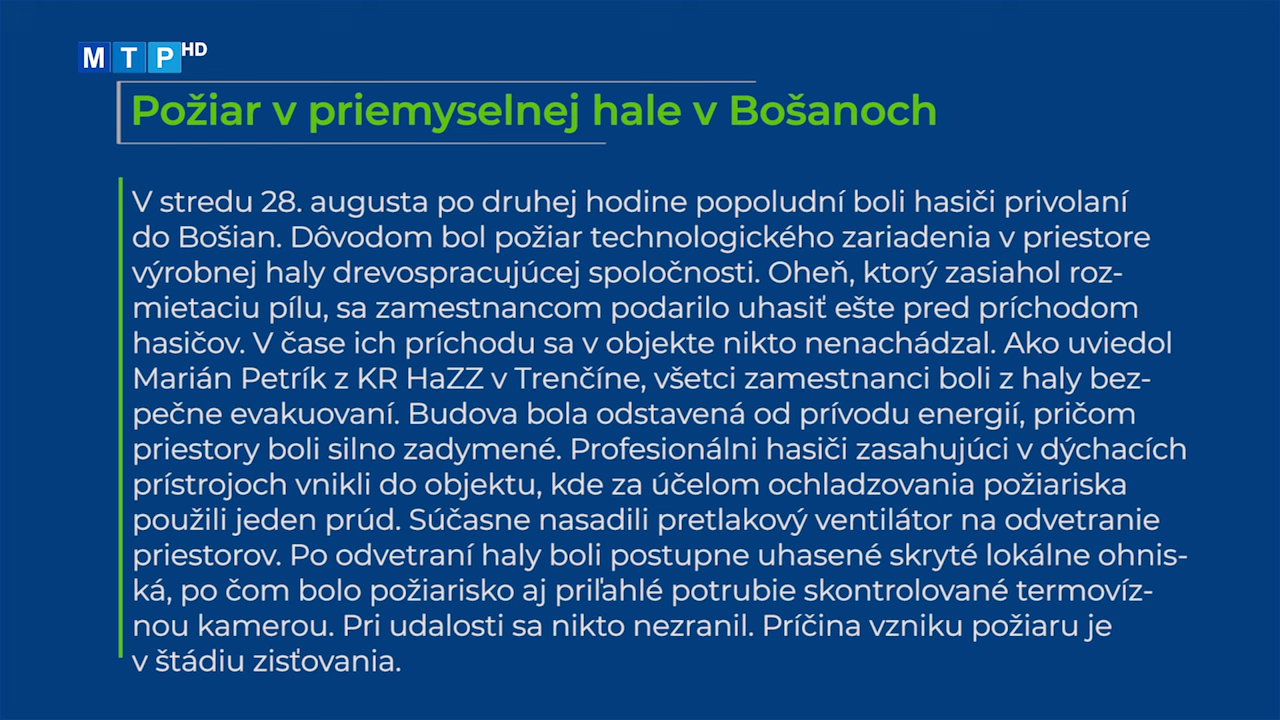 MTP HD
Požiar v priemyselnej hale v Bošanoch
V stredu 28. augusta po druhej hodine popoludní boli hasiči privolaní
do Bošian. Dôvodom bol požiar technologického zariadenia v priestore
výrobnej haly drevospracujúcej spoločnosti. Oheň, ktorý zasiahol roz-
mietaciu pílu, sa zamestnancom podarilo uhasiť ešte pred príchodom
hasičov. V čase ich príchodu sa v objekte nikto nenachádzal. Ako uviedol
Marián Petrík z KR HaZZ v Trenčíne, všetci zamestnanci boli z haly bez-
pečne evakuovaní. Budova bola odstavená od prívodu energií, pričom
priestory boli silno zadymené. Profesionálni hasiči zasahujúci v dýchacích
prístrojoch vnikli do objektu, kde za účelom ochladzovania požiariska
použili jeden prúd. Súčasne nasadili pretlakový ventilátor na odvetranie
priestorov. Po odvetraní haly boli postupne uhasené skryté lokálne ohnis-
ká, po čom bolo požiarisko aj priľahlé potrubie skontrolované termovíz-
nou kamerou. Pri udalosti sa nikto nezranil. Príčina vzniku požiaru je
v štádiu zisťovania.